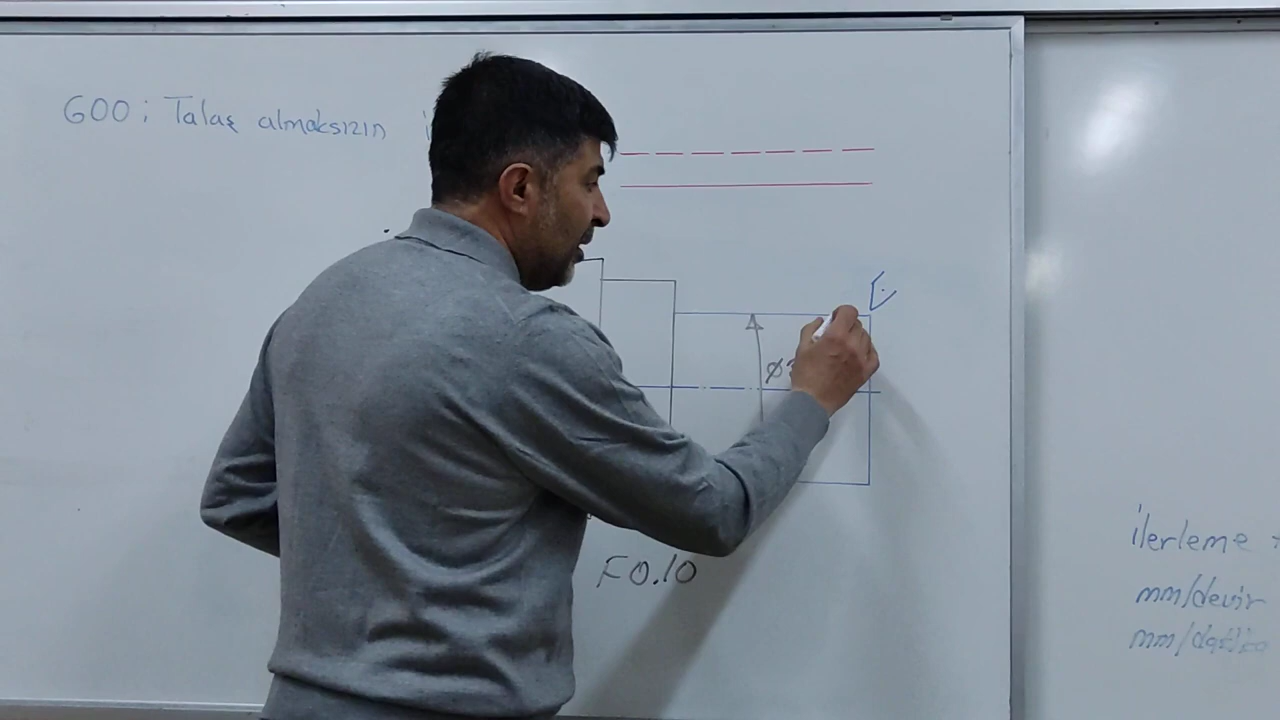 G00; Talaş almaksızın
F0.10
ilerleme
mm/devir
mm/dakika